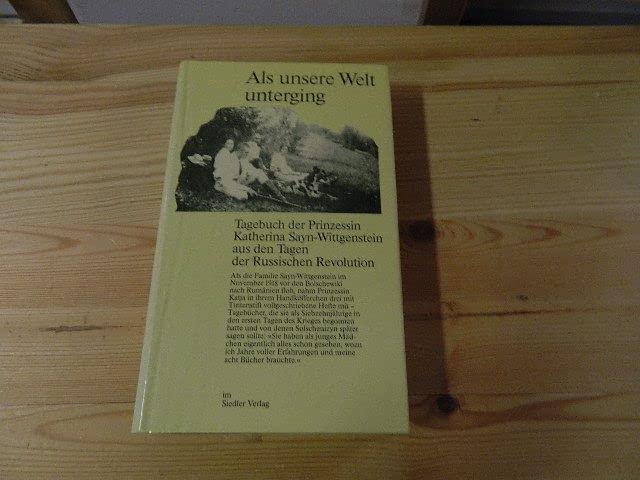 Als unsere Welt
unterging
Tagebuch der Prinzessin
Katherina Sayn-Wittgenstein
aus den Tagen
der Russischen Revolution
Als die Familie Sayn-Wittgenstein im
November 1918 vor den Bolschewiki
nach Rumänien floh, nahm Prinzessin
Katja in ihrem Handköfferchen drei mit
Tintenstift vollgeschriebene Hefte mit –
Tagebücher, die sie als Siebzehnjährige in
den ersten Tagen des Krieges begonnen
hatte und von denen Solschenizyn später
sagen sollte: »Sie haben als junges Mäd-
chen eigentlich alles schon gesehen, wozu
ich Jahre voller Erfahrungen und meine
acht Bücher brauchte.«
im
Siedler Verlag